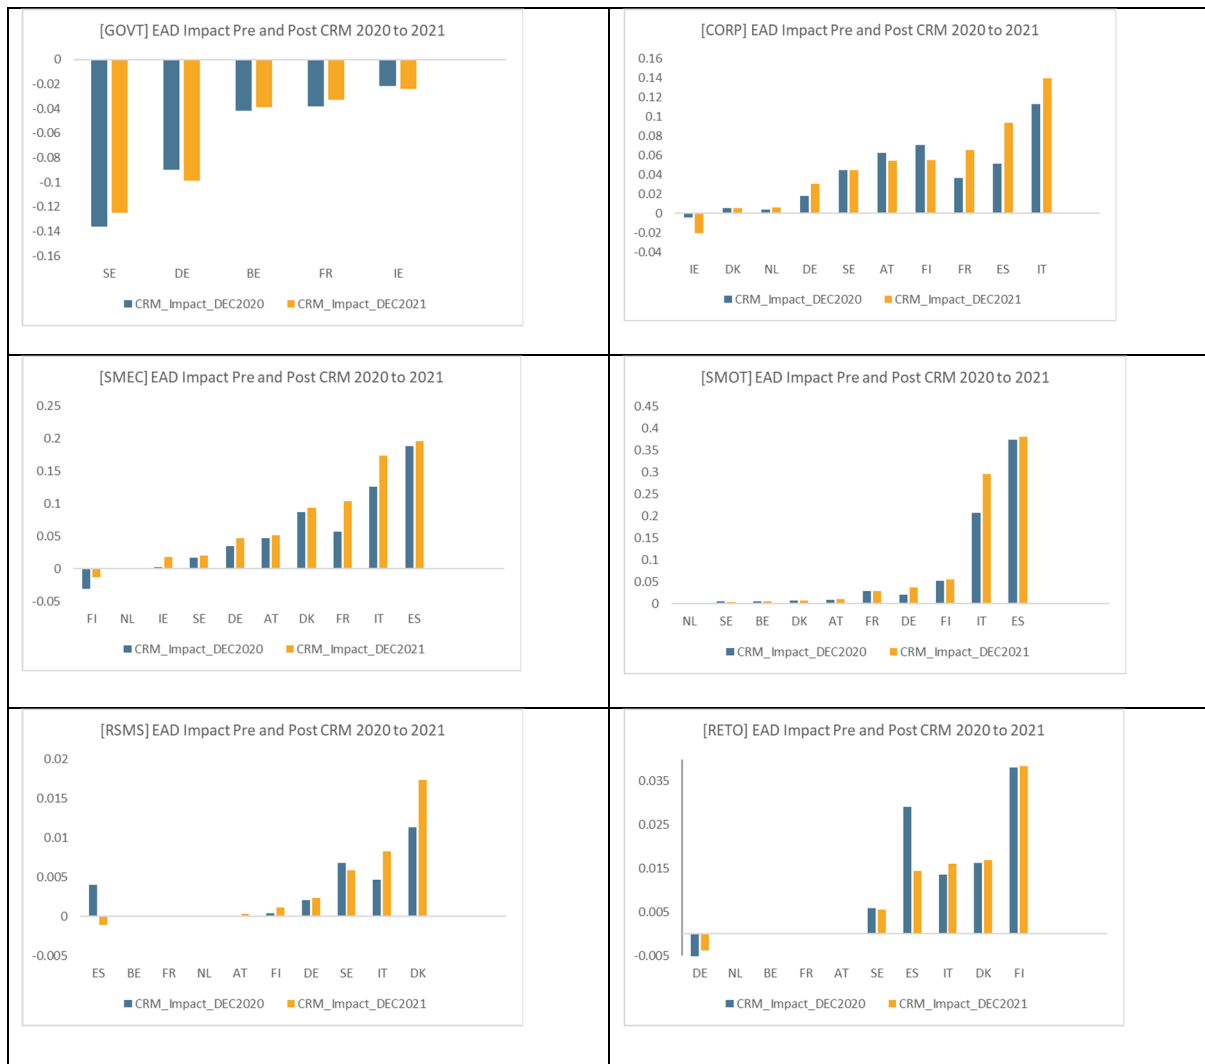 [GOVT] EAD Impact Pre and Post CRM 2020 to 2021
0
-0.02
-0.04
-0.06
-0.08
-0.1
-0.12
-0.14
-0.16
SE DE BE FR IE
CRM_Impact_DEC2020 CRM_Impact_DEC2021
[CORP] EAD Impact Pre and Post CRM 2020 to 2021
0.16
0.14
0.12
0.1
0.08
0.06
0.04
0.02
0
-0.02
-0.04
IE DK NL DE SE AT FI FR ES IT
CRM_Impact_DEC2020 CRM_Impact_DEC2021
[SMEC] EAD Impact Pre and Post CRM 2020 to 2021
0.25
0.2
0.15
0.1
0.05
0
-0.05
FI NL IE SE DE AT DK FR IT ES
CRM_Impact_DEC2020 CRM_Impact_DEC2021
[SMOT] EAD Impact Pre and Post CRM 2020 to 2021
0.45
0.4
0.35
0.3
0.25
0.2
0.15
0.1
0.05
0
NL SE BE DK AT FR DE FI IT ES
CRM_Impact_DEC2020 CRM_Impact_DEC2021
[RSMS] EAD Impact Pre and Post CRM 2020 to 2021
0.02
0.015
0.01
0.005
0
-0.005
ES BE FR NL AT FI DE SE IT DK
CRM_Impact_DEC2020 CRM_Impact_DEC2021
[RETO] EAD Impact Pre and Post CRM 2020 to 2021
0.035
0.025
0.015
0.005
-0.005
DE NL BE FR AT SE ES IT DK FI
CRM_Impact_DEC2020 CRM_Impact_DEC2021